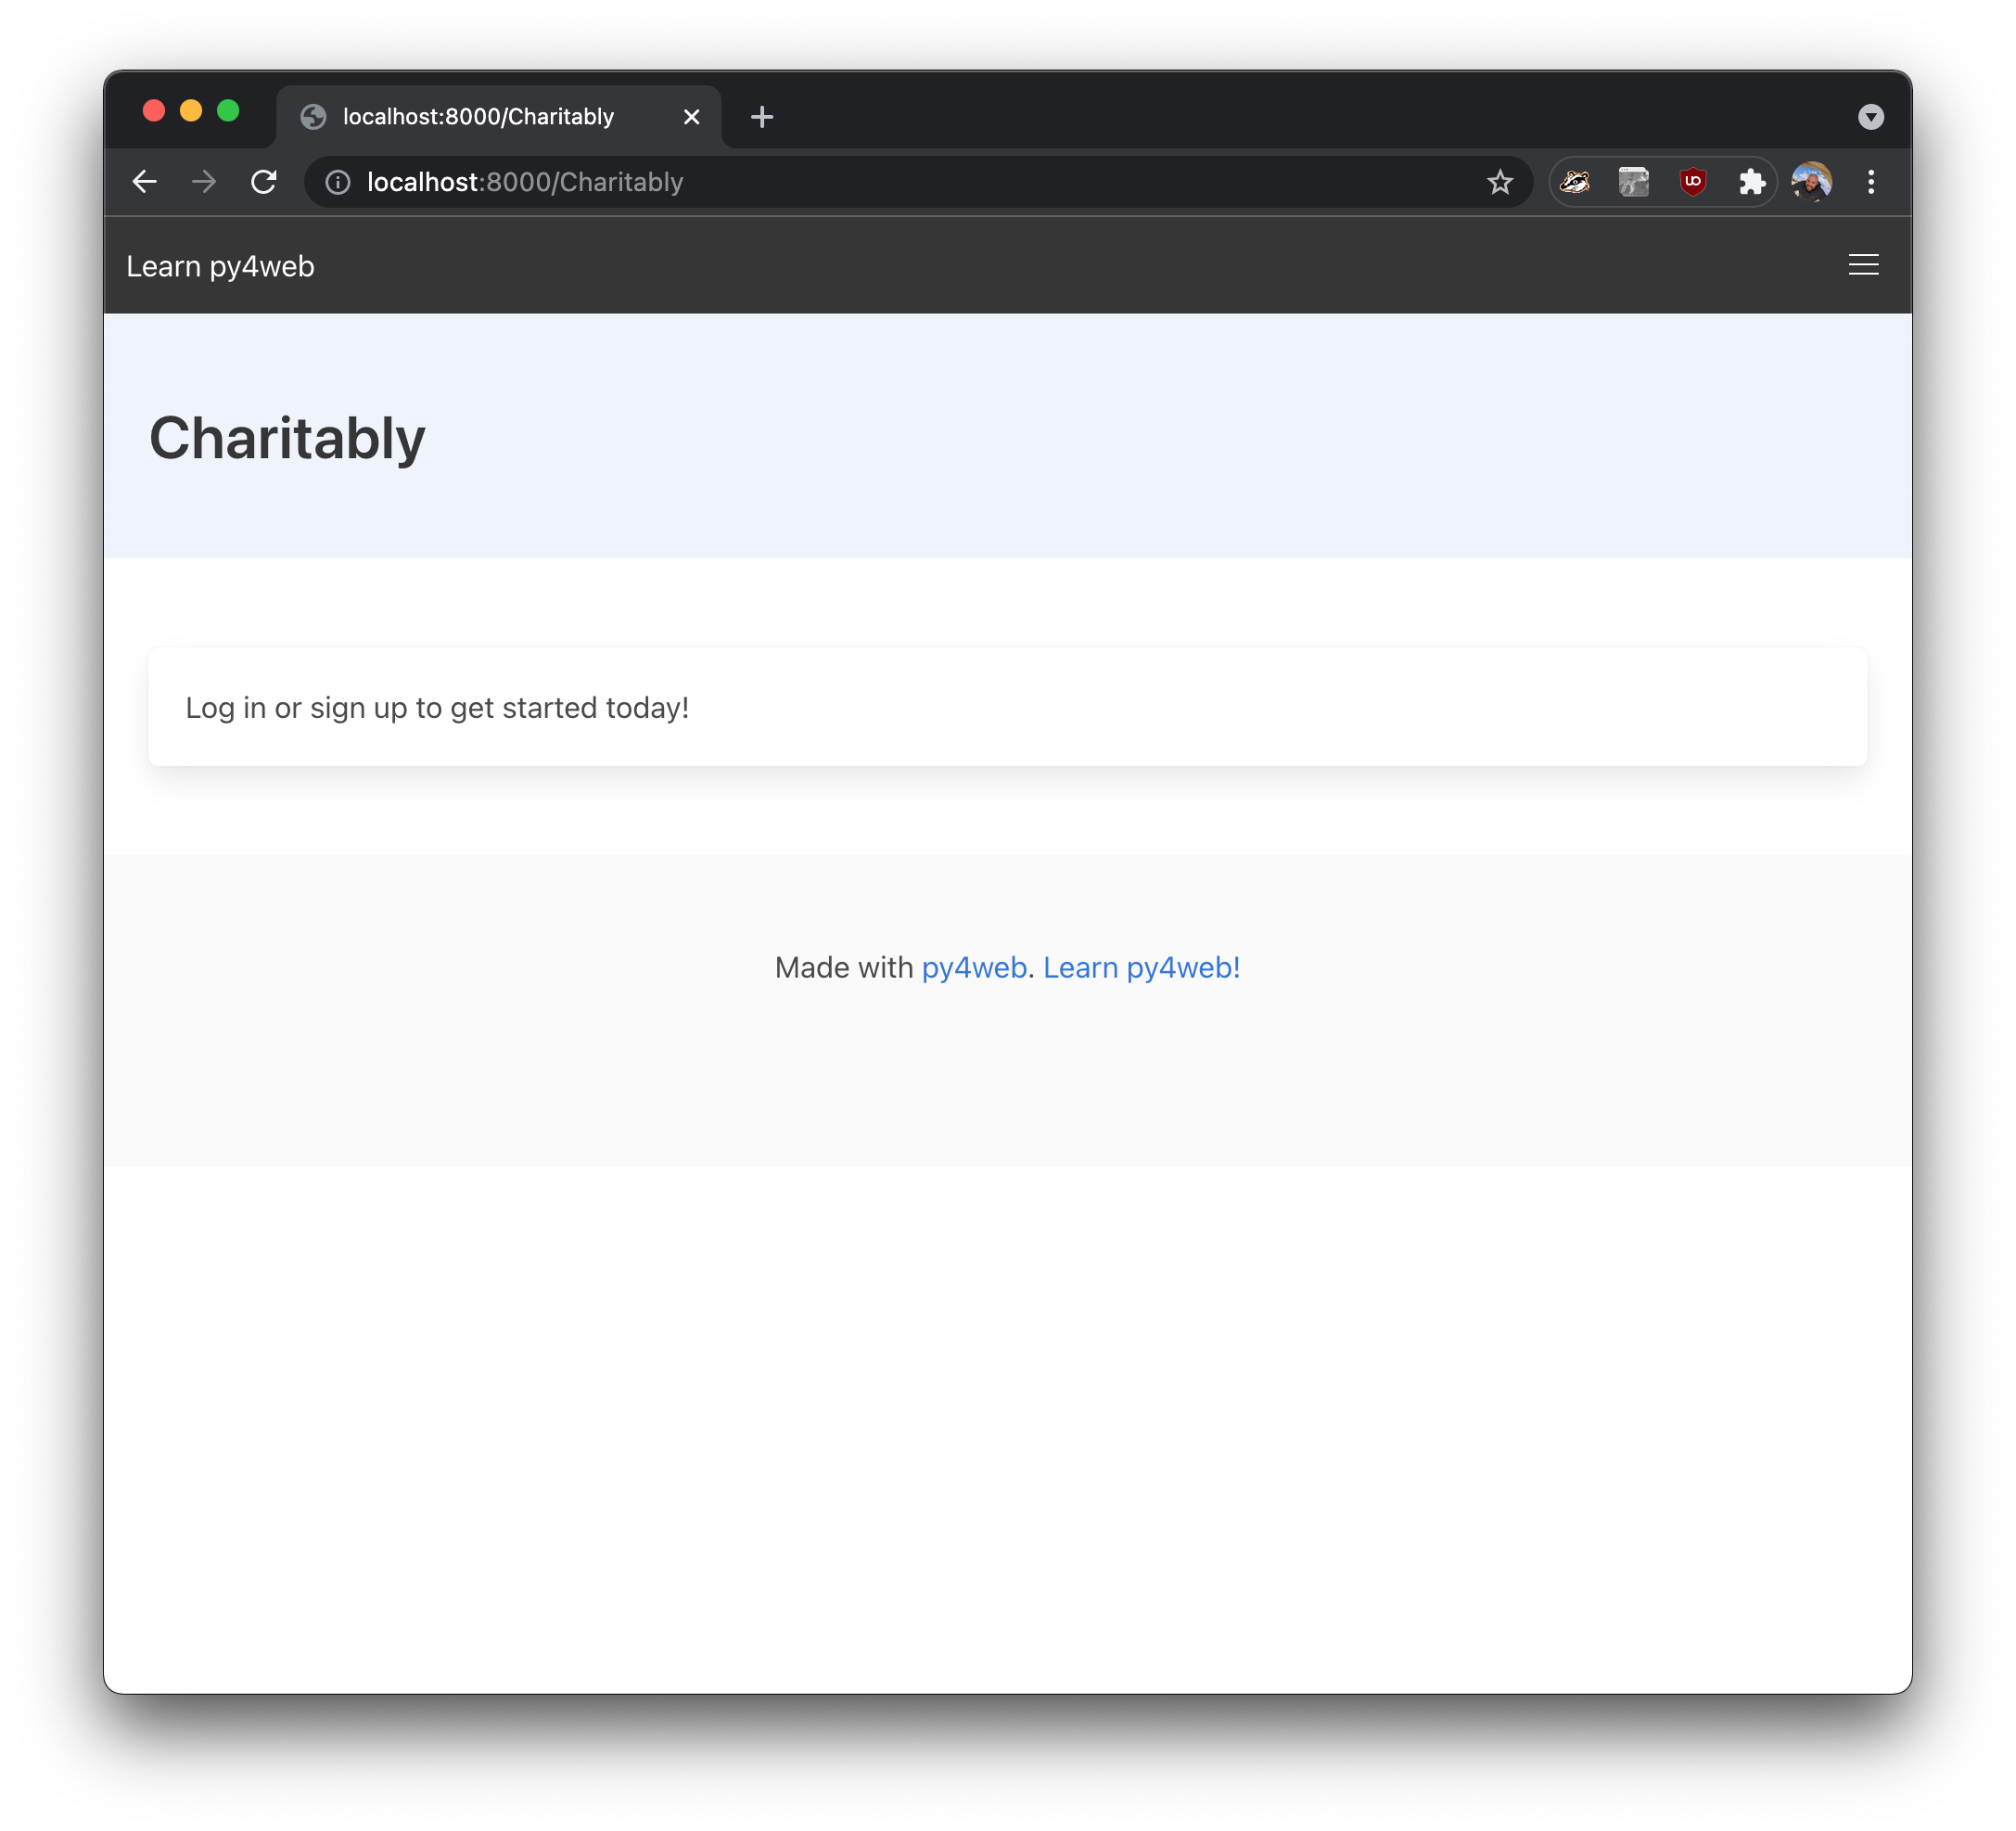 localhost:8000/Charitably
localhost:8000/Charitably
Learn py4web
Charitably
Log in or sign up to get started today!
Made with py4web. Learn py4web!